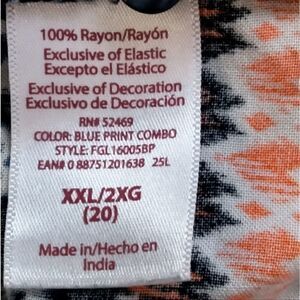 100% Rayon/Rayón
Exclusive of Elastic
Excepto el Elástico
Exclusive of Decoration
Exclusivo de Decoración
RN# 52469
COLOR: BLUE PRINT COMBO
STYLE: FGL16005BP
EAN# 0 88751201638 25L
XXL/2XG
(20)
Made in/Hecho en
India